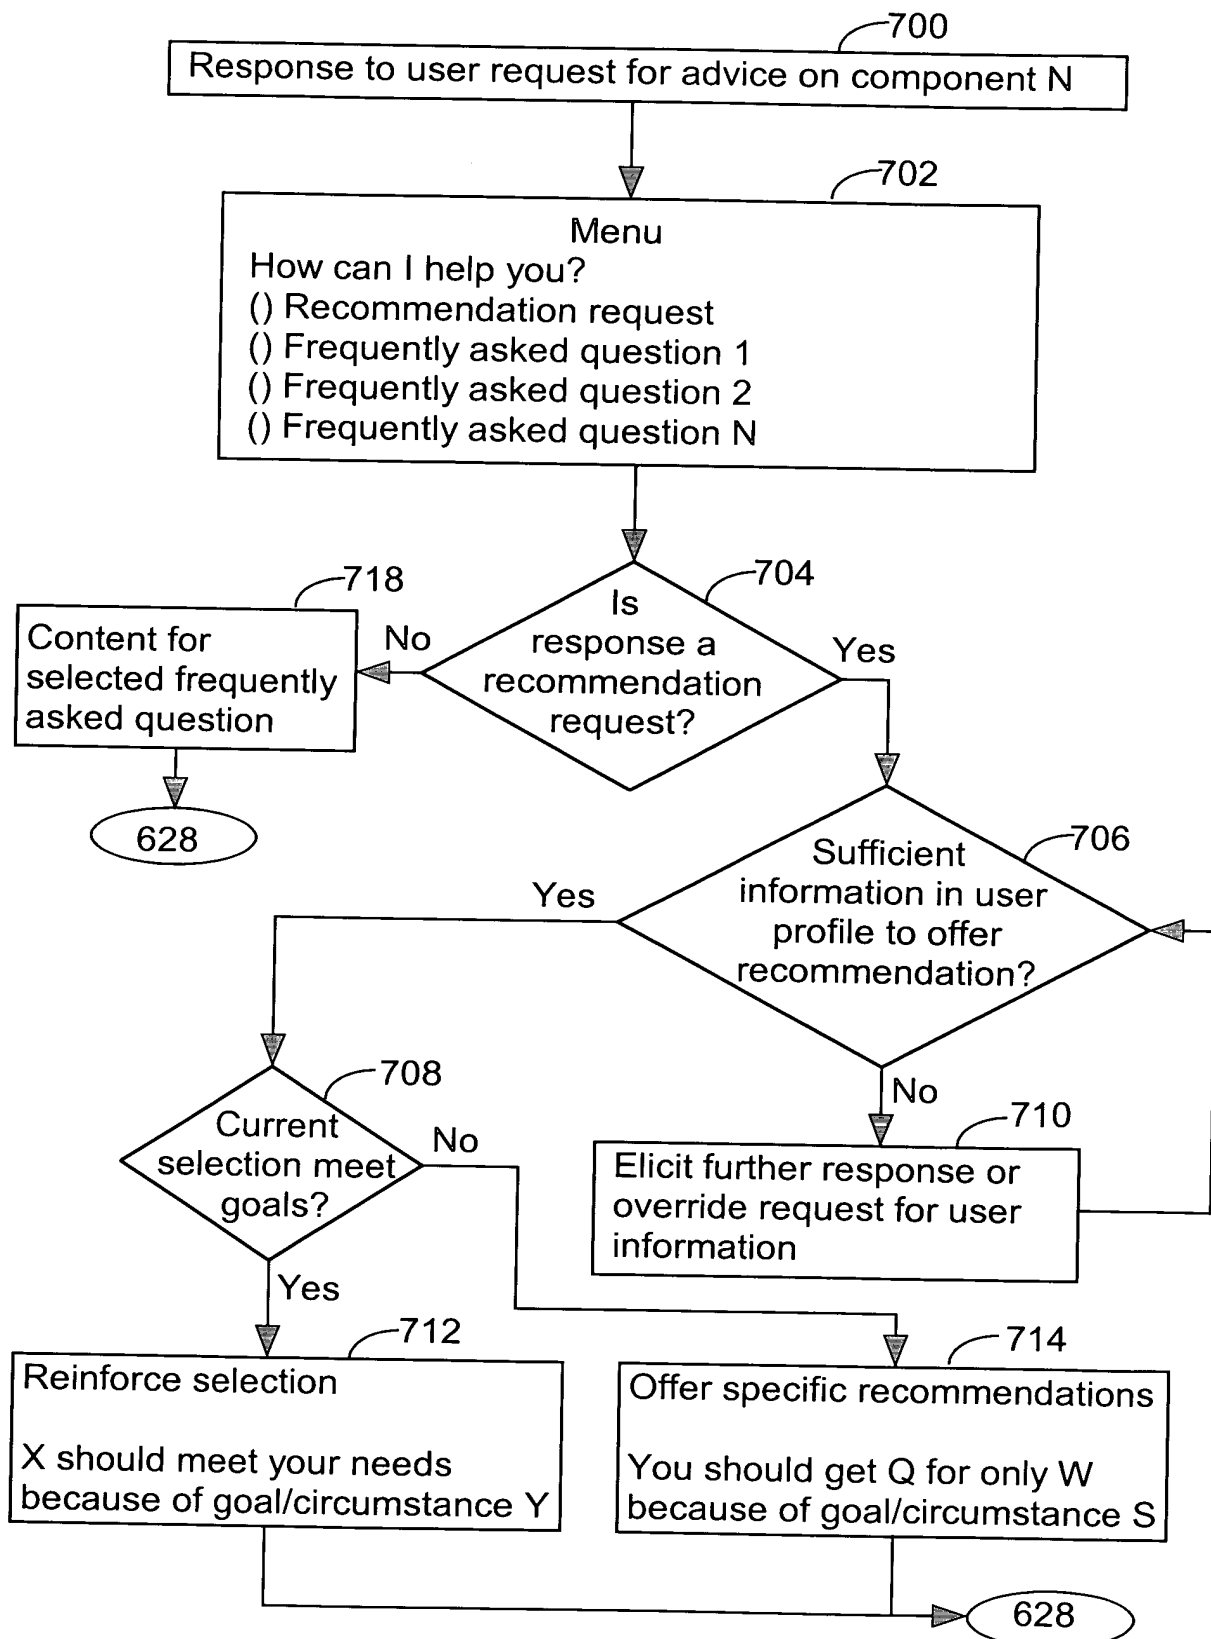 700
Response to user request for advice on component N
702
Menu
How can I help you?
() Recommendation request
() Frequently asked question 1
() Frequently asked question 2
() Frequently asked question N
704
Is
response a
recommendation
request?
No
Yes
718
Content for
selected frequently
asked question
628
706
Sufficient
information in user
profile to offer
recommendation?
Yes
No
708
Current
selection meet
goals?
No
Yes
710
Elicit further response or
override request for user
information
712
Reinforce selection
X should meet your needs
because of goal/circumstance Y
714
Offer specific recommendations
You should get Q for only W
because of goal/circumstance S
628